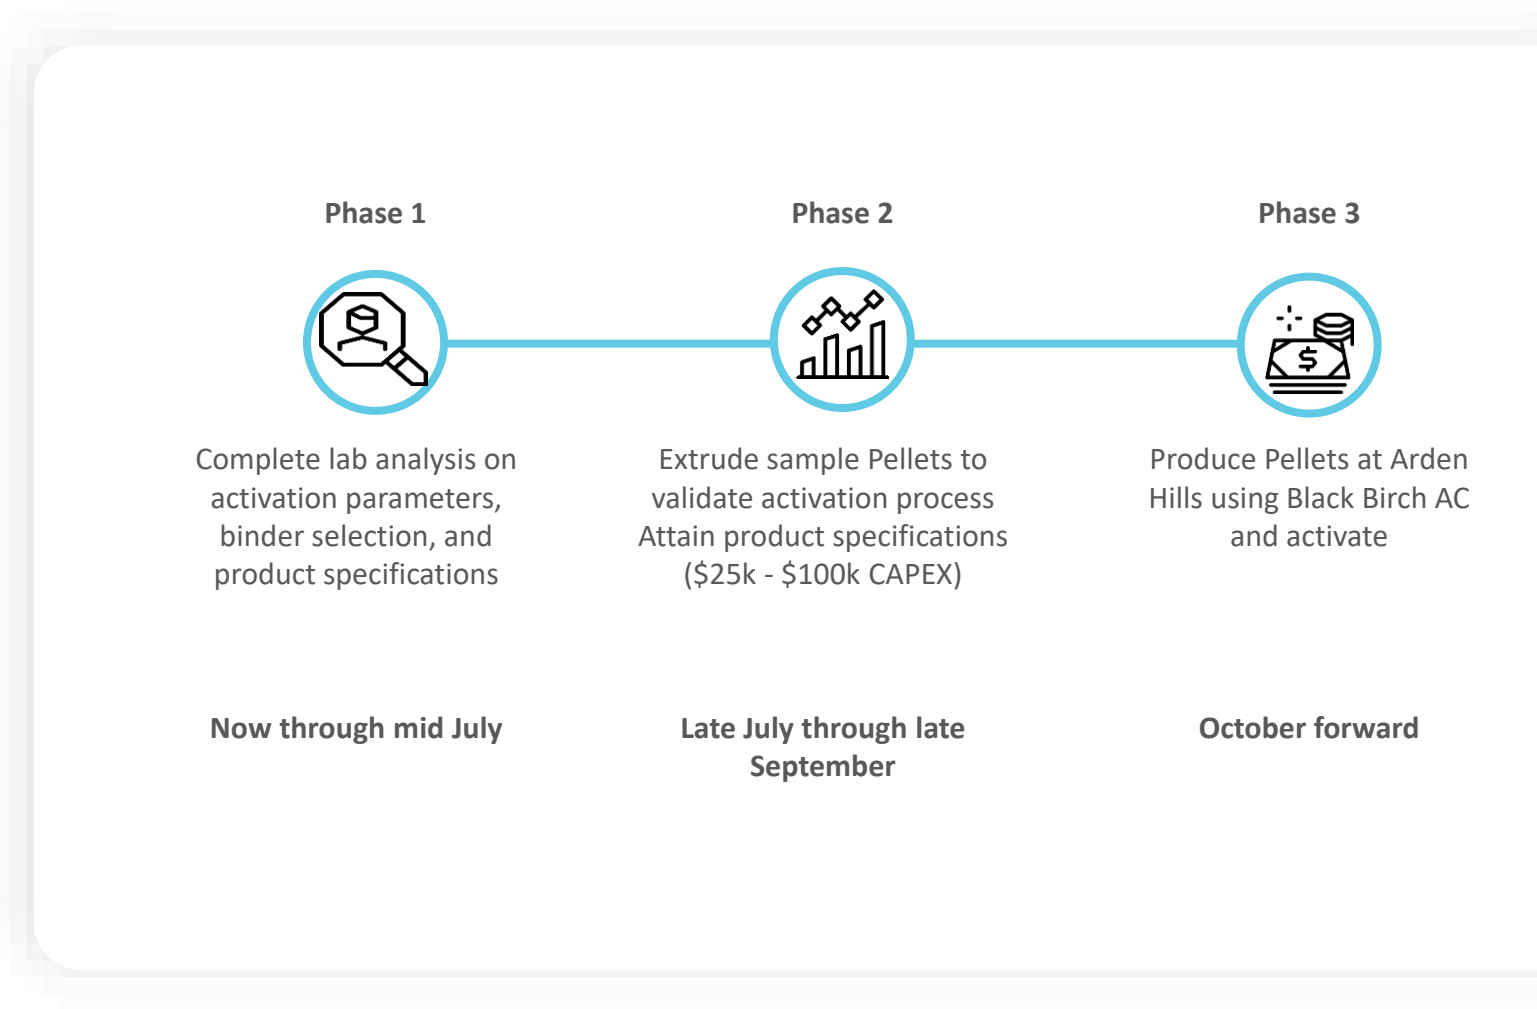 Phase 1
Complete lab analysis on
activation parameters,
binder selection, and
product specifications
Now through mid July
Phase 2
Extrude sample Pellets to
validate activation process
Attain product specifications
($25k - $100k CAPEX)
Late July through late
September
Phase 3
$
Produce Pellets at Arden
Hills using Black Birch AC
and activate
October forward